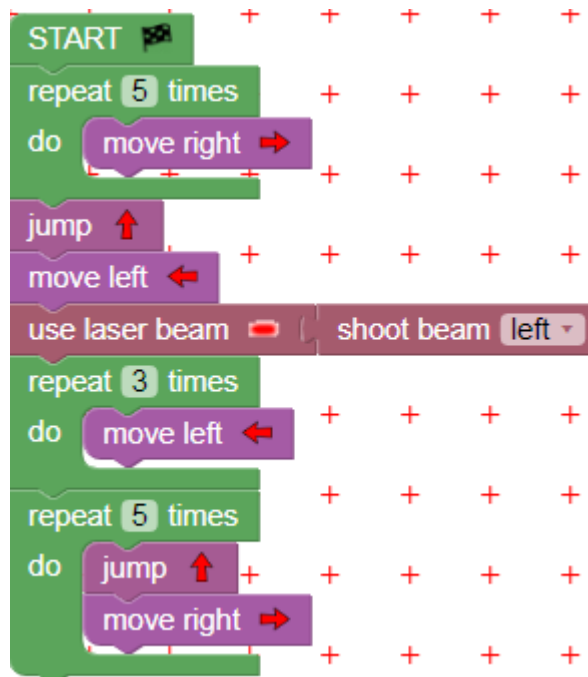 START
repeat 5 times
do move right
jump
move left
use laser beam shoot beam left
repeat 3 times
do move left
repeat 5 times
do jump
move right